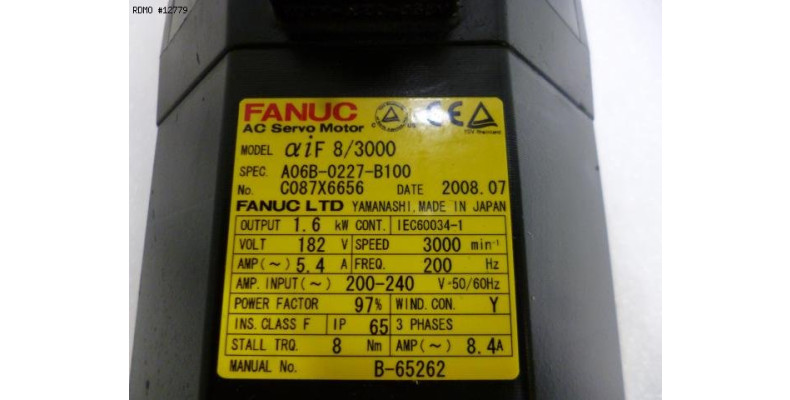 RDMO #12779
FANUC
AC Servo Motor
MODEL αiF 8/3000
SPEC. A06B-0227-B100
No. C087X6656 DATE 2008.07
FANUC LTD YAMANASHI, MADE IN JAPAN
OUTPUT 1.6 kW CONT. IEC60034-1
VOLT 182 V SPEED 3000 min⁻¹
AMP(~) 5.4 A FREQ. 200 Hz
AMP. INPUT(~) 200-240 V-50/60Hz
POWER FACTOR 97% WIND. CON. Y
INS. CLASS F IP 65 3 PHASES
STALL TRQ. 8 Nm AMP(~) 8.4A
MANUAL No. B-65262